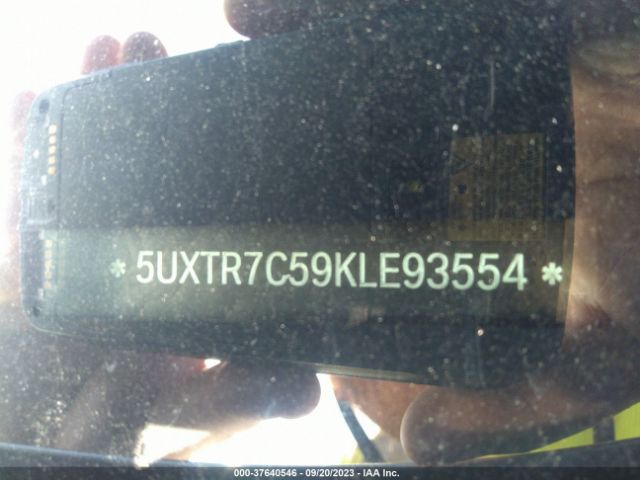 * 5UXTR7C59KLE93554 *
000-37640546 - 09/20/2023 - IAA Inc.